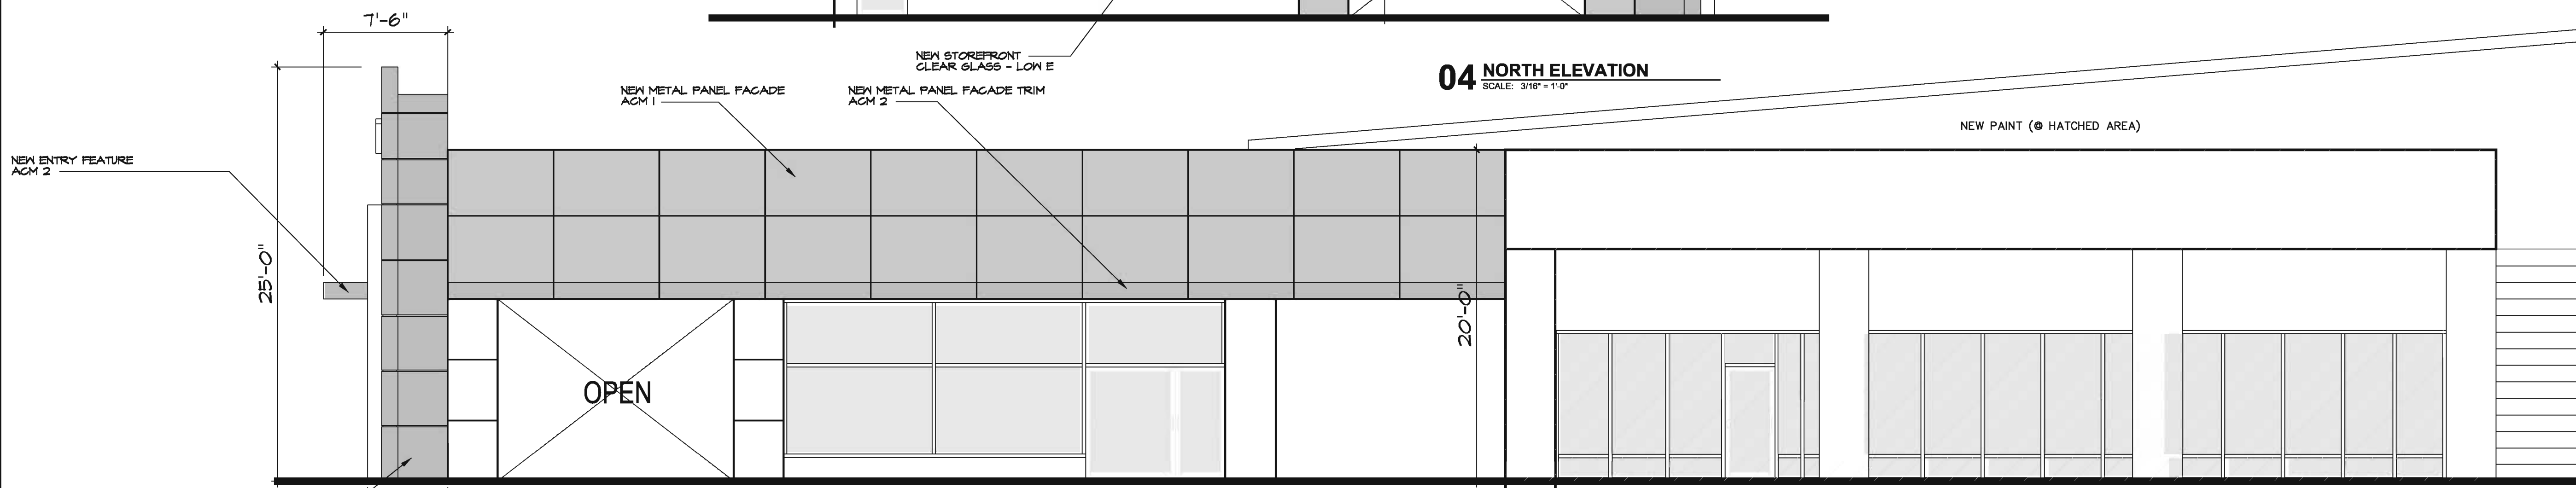 7'-6"
NEW STOREFRONT
CLEAR GLASS - LOW E
04 NORTH ELEVATION
SCALE: 3/16" = 1'-0"
NEW METAL PANEL FACADE
ACM 1
NEW METAL PANEL FACADE TRIM
ACM 2
NEW PAINT (@ HATCHED AREA)
NEW ENTRY FEATURE
ACM 2
25'-0"
20'-0"
OPEN